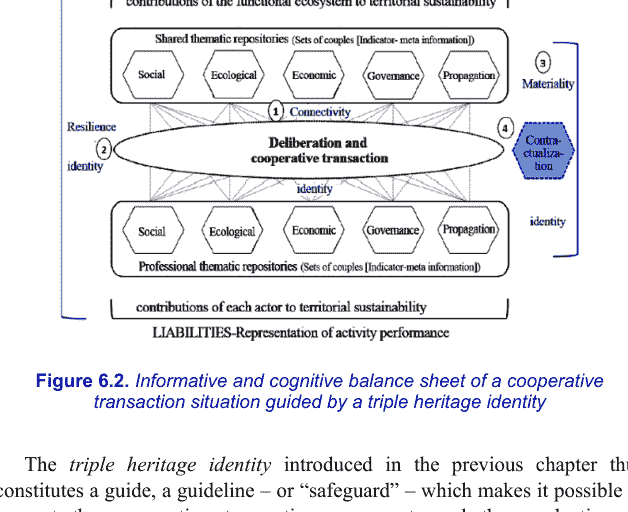 contributions of the functional ecosystem to territorial sustainability
Shared thematic repositories (Sets of couples [Indicator- meta information])
Social
Ecological
Economic
Governance
Propagation
3
Materiality
1 Connectivity
Resilience
2
identity
Deliberation and
cooperative transaction
4
Contra-
ctualiza-
tion
identity
identity
Social
Ecological
Economic
Governance
Propagation
Professional thematic repositories (Sets of couples [Indicator-meta information])
contributions of each actor to territorial sustainability
LIABILITIES-Representation of activity performance
Figure 6.2. Informative and cognitive balance sheet of a cooperative
transaction situation guided by a triple heritage identity
The triple heritage identity introduced in the previous chapter thu
constitutes a guide, a guideline – or “safeguard” – which makes it possible